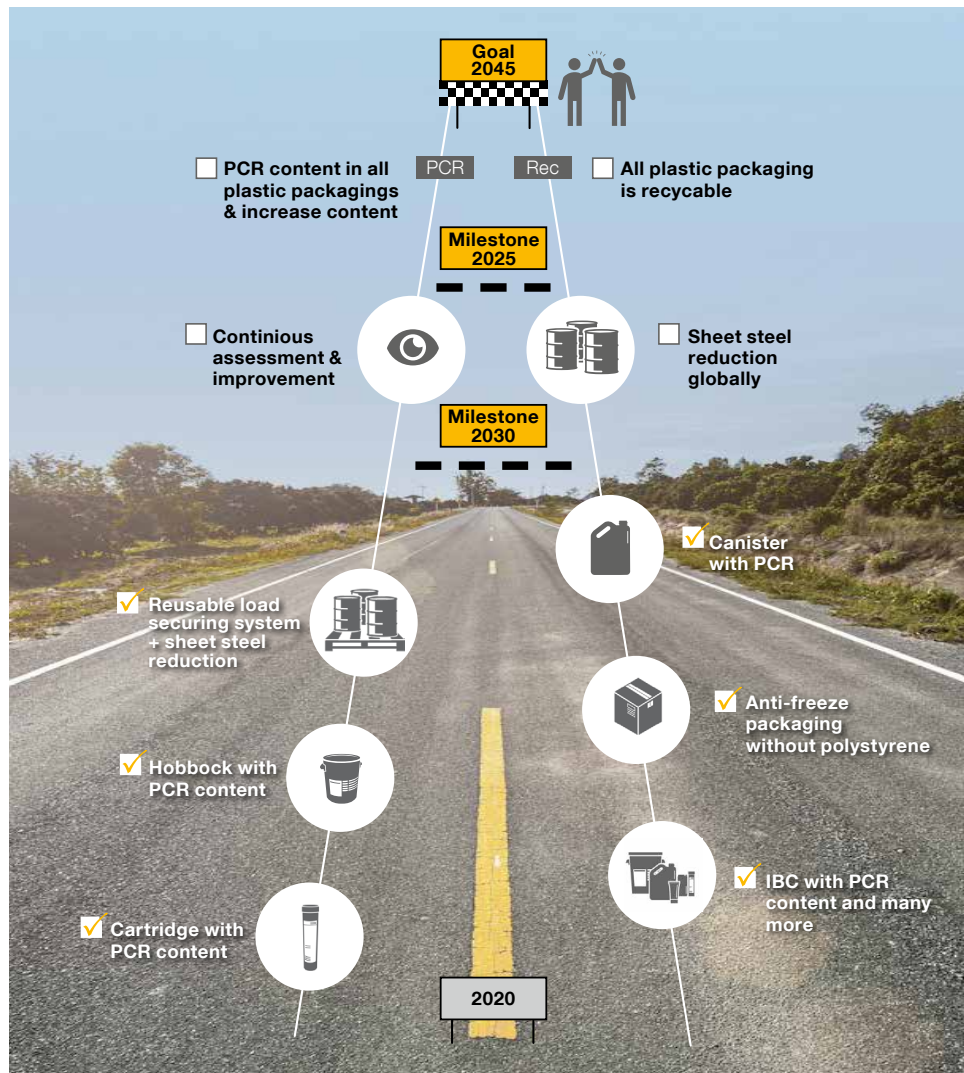 Goal
2045
PCR content in all
plastic packagings
& increase content
PCR
Rec
All plastic packaging
is recycable
Milestone
2025
Continious
assessment &
improvement
Sheet steel
reduction
globally
Milestone
2030
Canister
with PCR
Reusable load
securing system
+ sheet steel
reduction
Anti-freeze
packaging
without polystyrene
Hobbock with
PCR content
IBC with PCR
content and many
more
Cartridge with
PCR content
2020